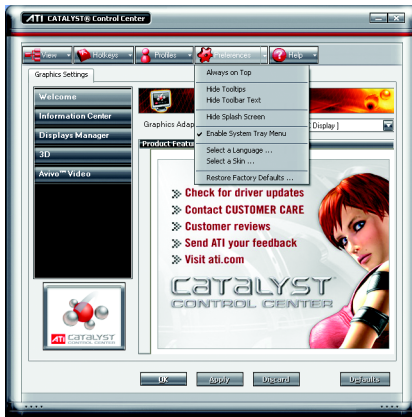 ATI CATALYST® Control Center
View Hotkeys Profiles Preferences Help
Graphics Settings
Always on Top
Hide Tooltips
Hide Toolbar Text
Hide Splash Screen
Enable System Tray Menu
Select a Language ...
Select a Skin ...
Restore Factory Defaults ...
Welcome
Information Center
Displays Manager
3D
Avivo™ Video
Graphics Adap
Display ]
Product Featu
Check for driver updates
Contact CUSTOMER CARE
Customer reviews
Send ATI your feedback
Visit ati.com
CATALYST
CONTROL CENTER
ATI CATALYST
CONTROL CENTER
OK Apply Discard Defaults